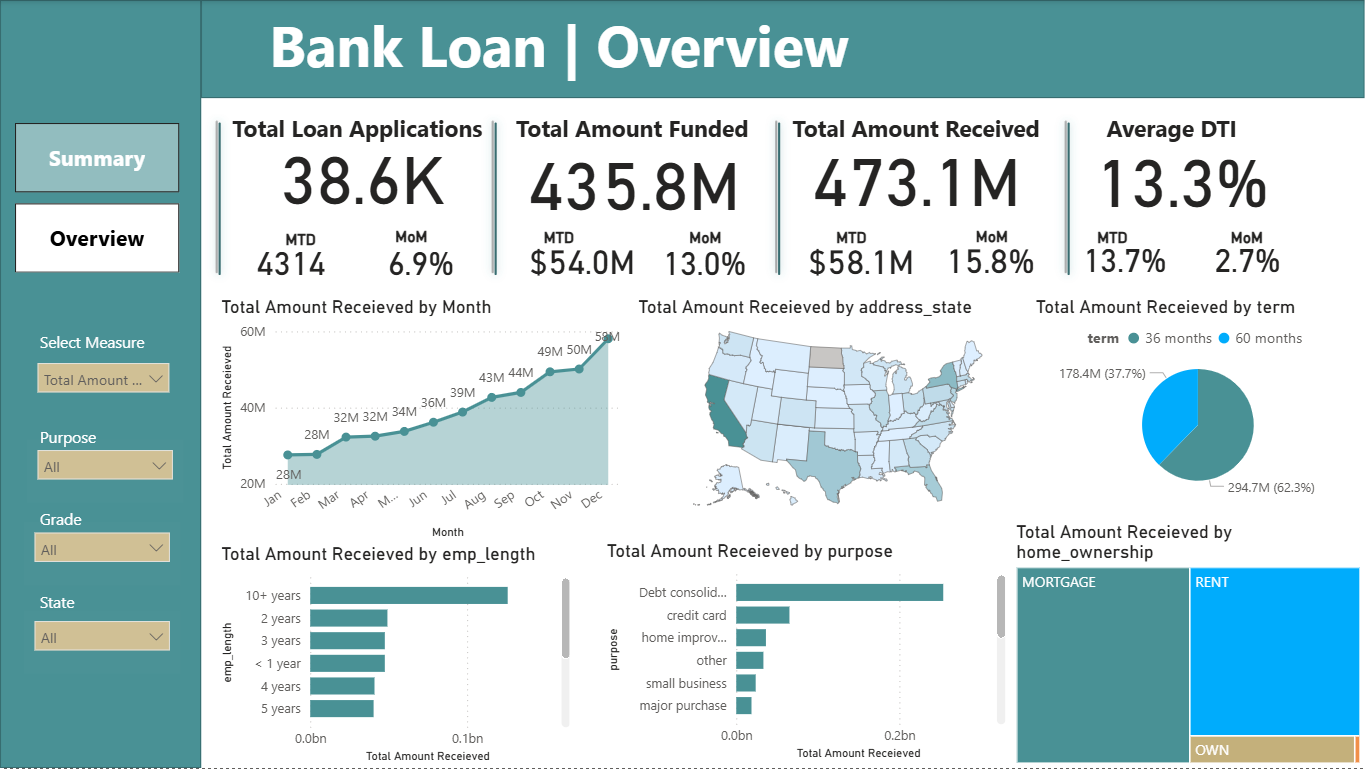 Bank Loan | Overview
Summary
Overview
Select Measure
Total Amount ...
Purpose
All
Grade
All
State
All
Total Loan Applications
38.6K
MTD
4314
MoM
6.9%
Total Amount Funded
435.8M
MTD
$54.0M
MoM
13.0%
Total Amount Received
473.1M
MTD
$58.1M
MoM
15.8%
Average DTI
13.3%
MTD
13.7%
MoM
2.7%
Total Amount Receieved by Month
Total Amount Receieved
60M
40M
20M
28M
28M
32M
32M
34M
36M
39M
43M
44M
49M
50M
58M
Jan
Feb
Mar
Apr
M...
Jun
Jul
Aug
Sep
Oct
Nov
Dec
Month
Total Amount Receieved by address_state
Total Amount Receieved by term
term
36 months
60 months
178.4M (37.7%)
294.7M (62.3%)
Total Amount Receieved by emp_length
emp_length
10+ years
2 years
3 years
< 1 year
4 years
5 years
0.0bn
0.1bn
Total Amount Receieved
Total Amount Receieved by purpose
purpose
Debt consolid...
credit card
home improv...
other
small business
major purchase
0.0bn
0.2bn
Total Amount Receieved
Total Amount Receieved by
home_ownership
MORTGAGE
RENT
OWN